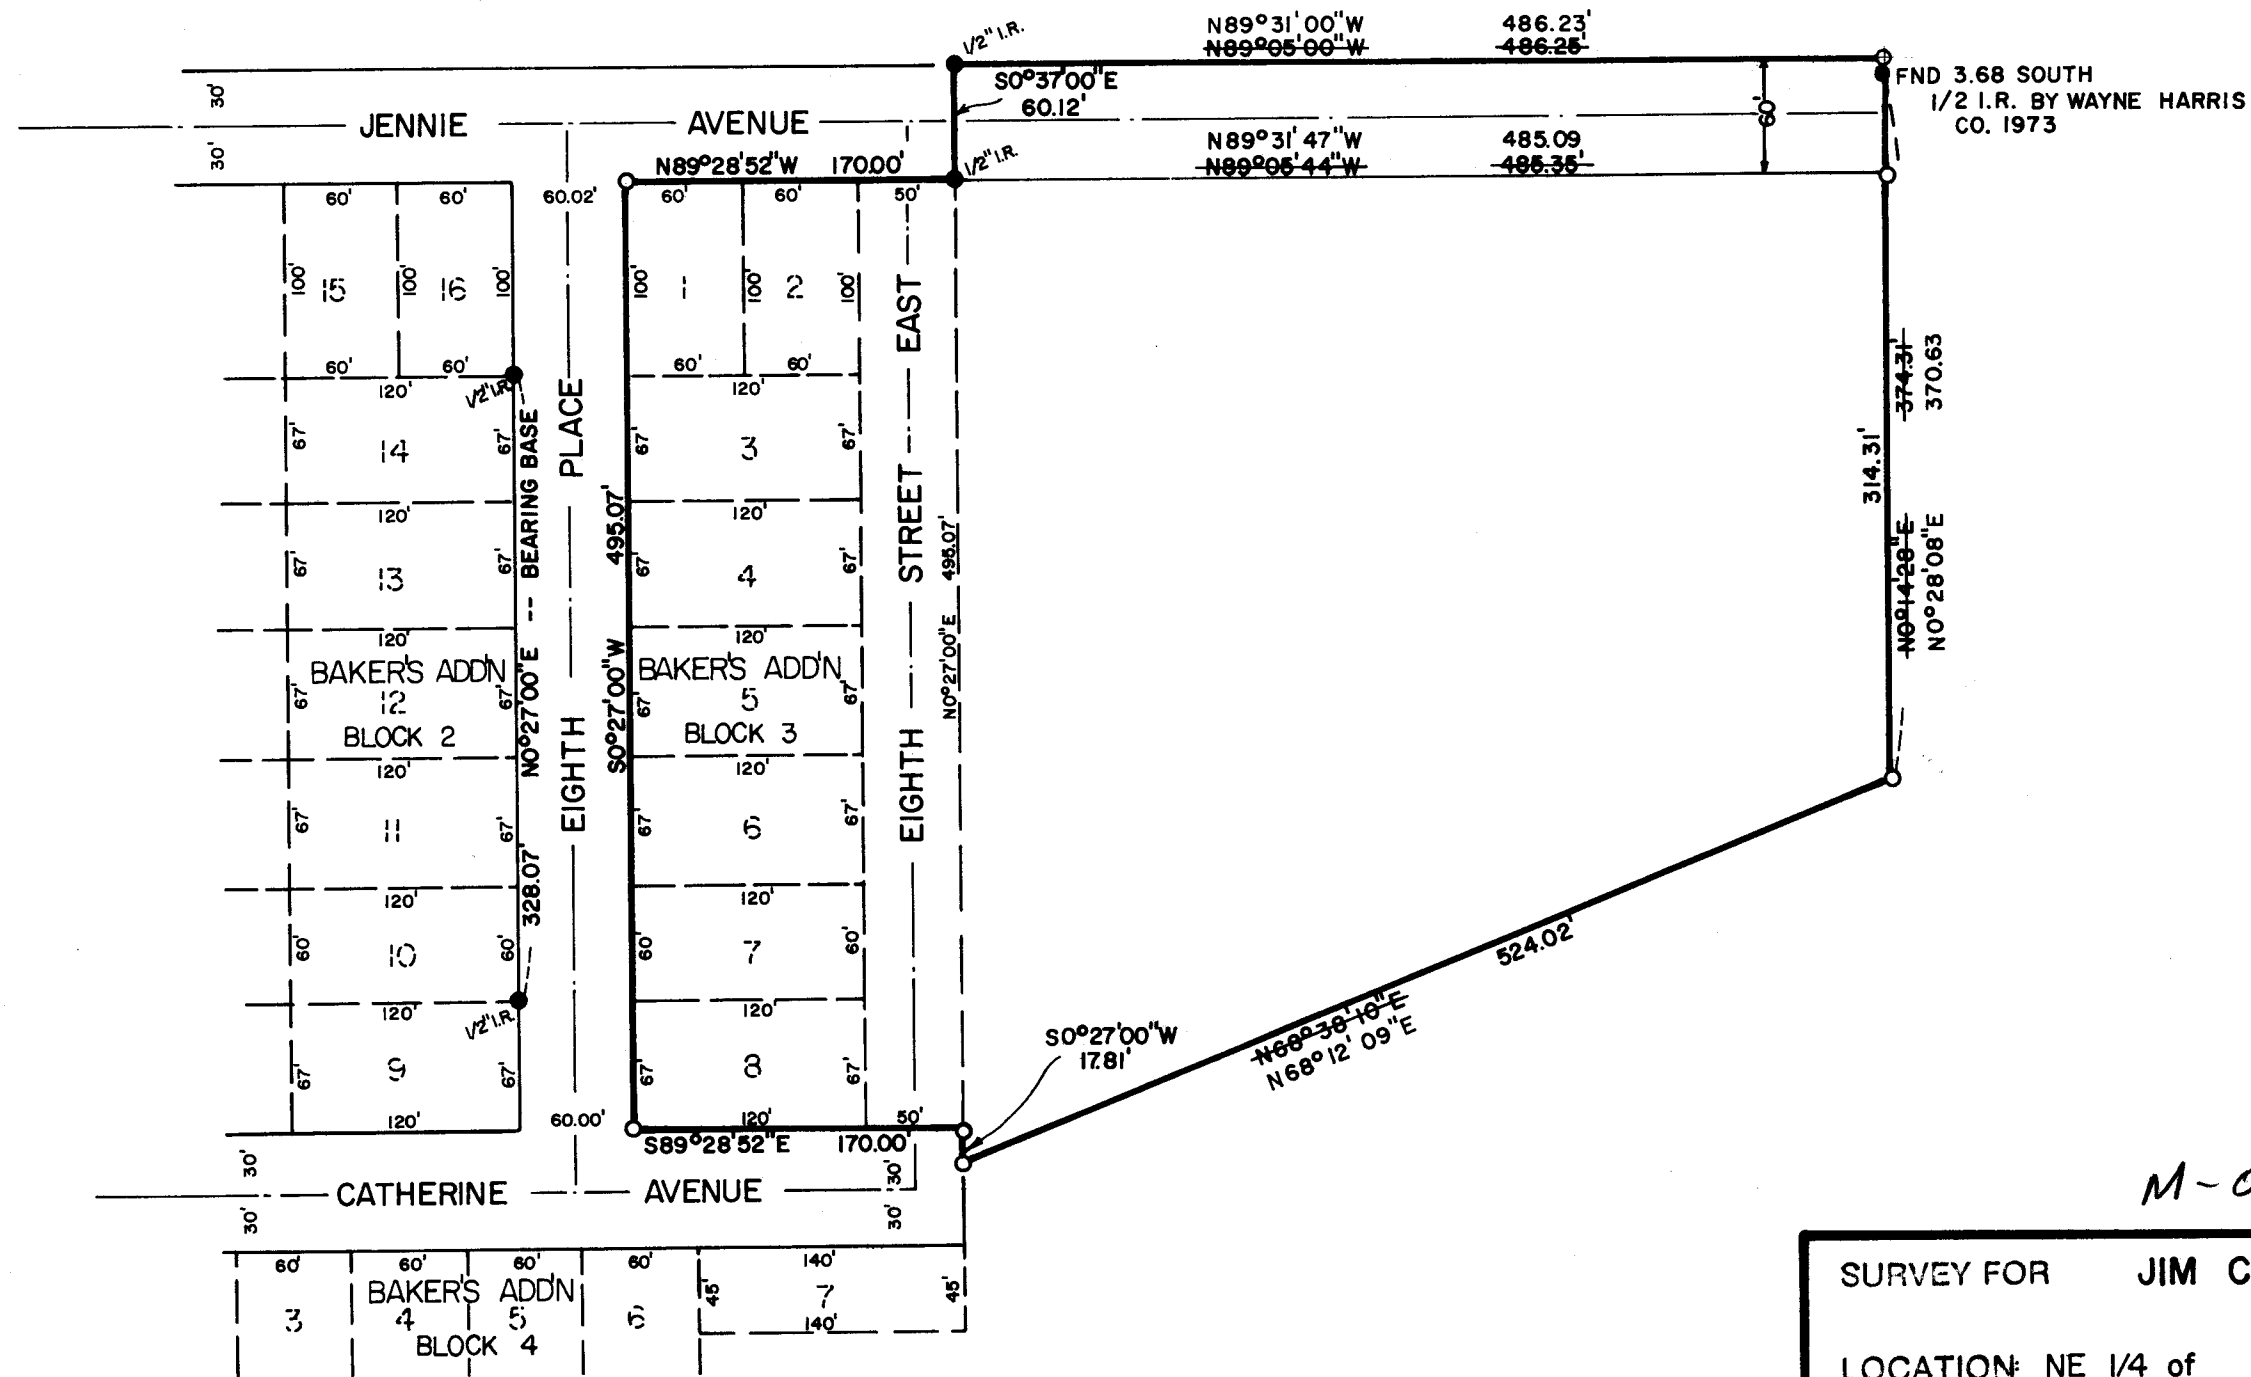 N89°31'00"W 486.23'
N89°05'00"W 486.25'
1/2" I.R.
S0°37'00"E
60.12'
FND 3.68 SOUTH
1/2 I.R. BY WAYNE HARRIS
CO. 1973
30'
JENNIE AVENUE
30'
60'
N89°31'47"W 485.09
N89°05'44"W 485.35'
1/2" I.R.
N89°28'52"W 170.00'
60' 60' 60.02' 60' 60' 50'
100' 15 100' 16 100' 100' 1 100' 2 100'
60' 60' 60' 60'
120' 120'
1/2" I.R.
67' 14 67' 67' 3 67'
120' 120'
67' 13 67' 67' 4 67'
120' 120'
BAKER'S ADD'N BAKER'S ADD'N
67' 12 67' 67' 5 67'
BLOCK 2 BLOCK 3
120' 120'
67' 11 67' 67' 6 67'
120' 120'
60' 10 60' 60' 7 60'
120' 120'
1/2" I.R.
67' 9 67' 67' 8 67'
120' 60.00' 120' 50'
N0°27'00"E -- BEARING BASE
328.07'
EIGHTH PLACE
S0°27'00"W 495.07'
EIGHTH STREET EAST
N0°27'00"E 495.07'
374.31'
370.63
314.31'
N0°14'28"E
N0°28'08"E
524.02'
N68°38'10"E
N68°12'09"E
S0°27'00"W
17.81'
S89°28'52"E 170.00'
30' 30'
CATHERINE AVENUE
30' 30'
60' 60' 60' 60' 140'
BAKER'S ADD'N
3 4 5 6 45' 7 45'
BLOCK 4 140'
SURVEY FOR JIM C
LOCATION: NE 1/4 of